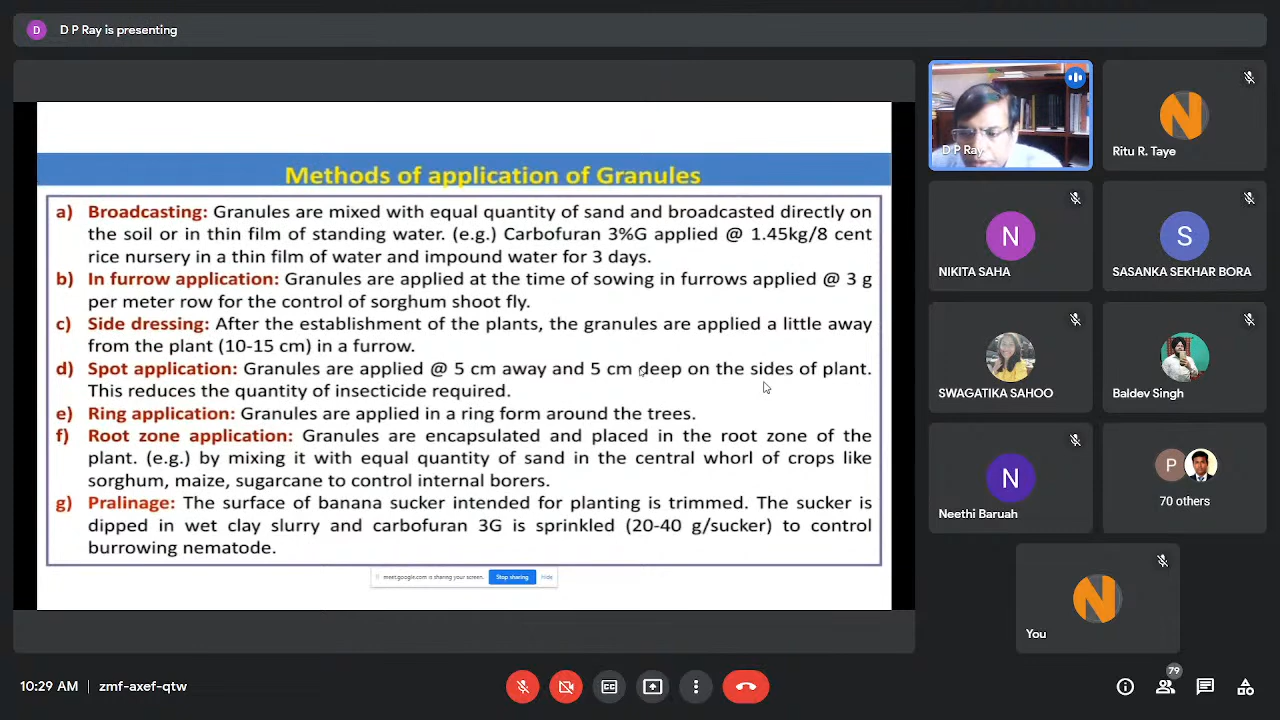 D
D P Ray is presenting
Methods of application of Granules
a) Broadcasting: Granules are mixed with equal quantity of sand and broadcasted directly on
the soil or in thin film of standing water. (e.g.) Carbofuran 3%G applied @ 1.45kg/8 cent
rice nursery in a thin film of water and impound water for 3 days.
b) In furrow application: Granules are applied at the time of sowing in furrows applied @ 3 g
per meter row for the control of sorghum shoot fly.
c) Side dressing: After the establishment of the plants, the granules are applied a little away
from the plant (10-15 cm) in a furrow.
d) Spot application: Granules are applied @ 5 cm away and 5 cm deep on the sides of plant.
This reduces the quantity of insecticide required.
e) Ring application: Granules are applied in a ring form around the trees.
f) Root zone application: Granules are encapsulated and placed in the root zone of the
plant. (e.g.) by mixing it with equal quantity of sand in the central whorl of crops like
sorghum, maize, sugarcane to control internal borers.
g) Pralinage: The surface of banana sucker intended for planting is trimmed. The sucker is
dipped in wet clay slurry and carbofuran 3G is sprinkled (20-40 g/sucker) to control
burrowing nematode.
meet.google.com is sharing your screen. Stop sharing Hide
D P Ray
N
Ritu R. Taye
N
NIKITA SAHA
S
SASANKA SEKHAR BORA
SWAGATIKA SAHOO
Baldev Singh
N
Neethi Baruah
P
70 others
N
You
10:29 AM | zmf-axef-qtw
CC
79